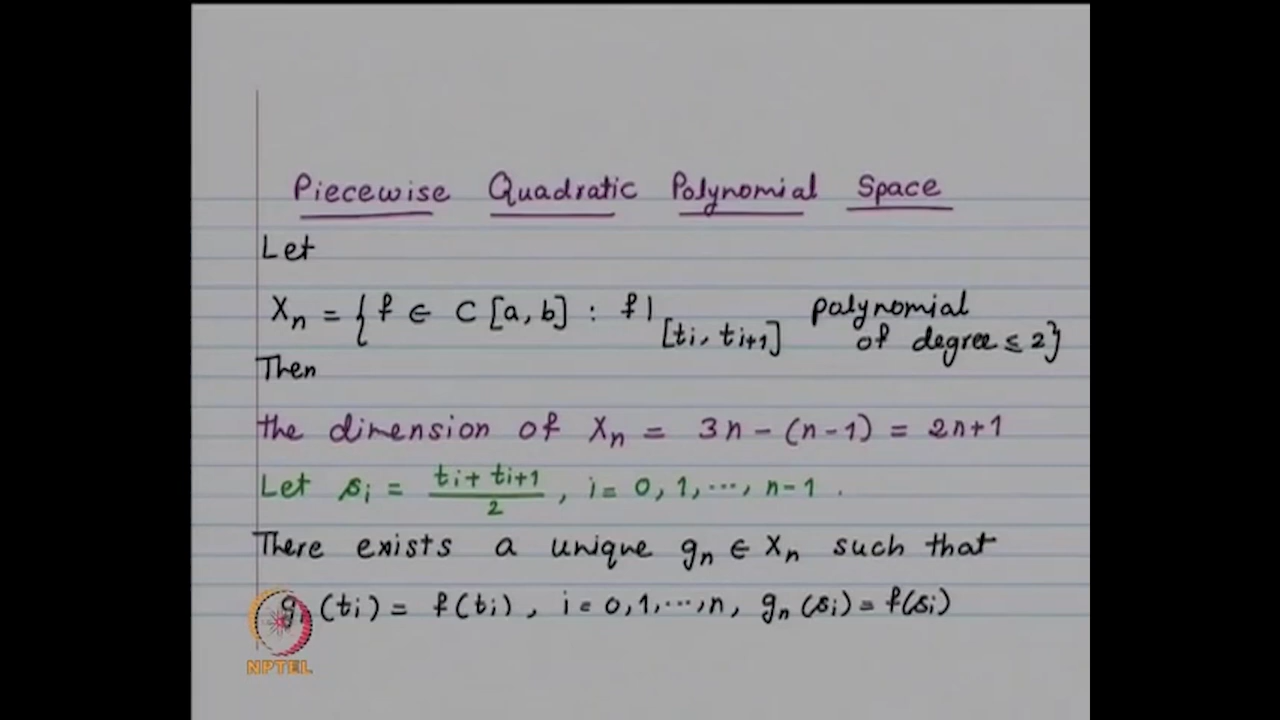 Piecewise Quadratic Polynomial Space
Let
Xn = { f ∈ C [a, b] : f |[ti, ti+1] polynomial of degree ≤ 2}
Then
the dimension of Xn = 3n - (n-1) = 2n+1
Let si = (ti + ti+1)/2 , i = 0, 1, ..., n-1 .
There exists a unique gn ∈ Xn such that
gn (ti) = f(ti) , i = 0,1,...,n, gn (si) = f(si)
NPTEL